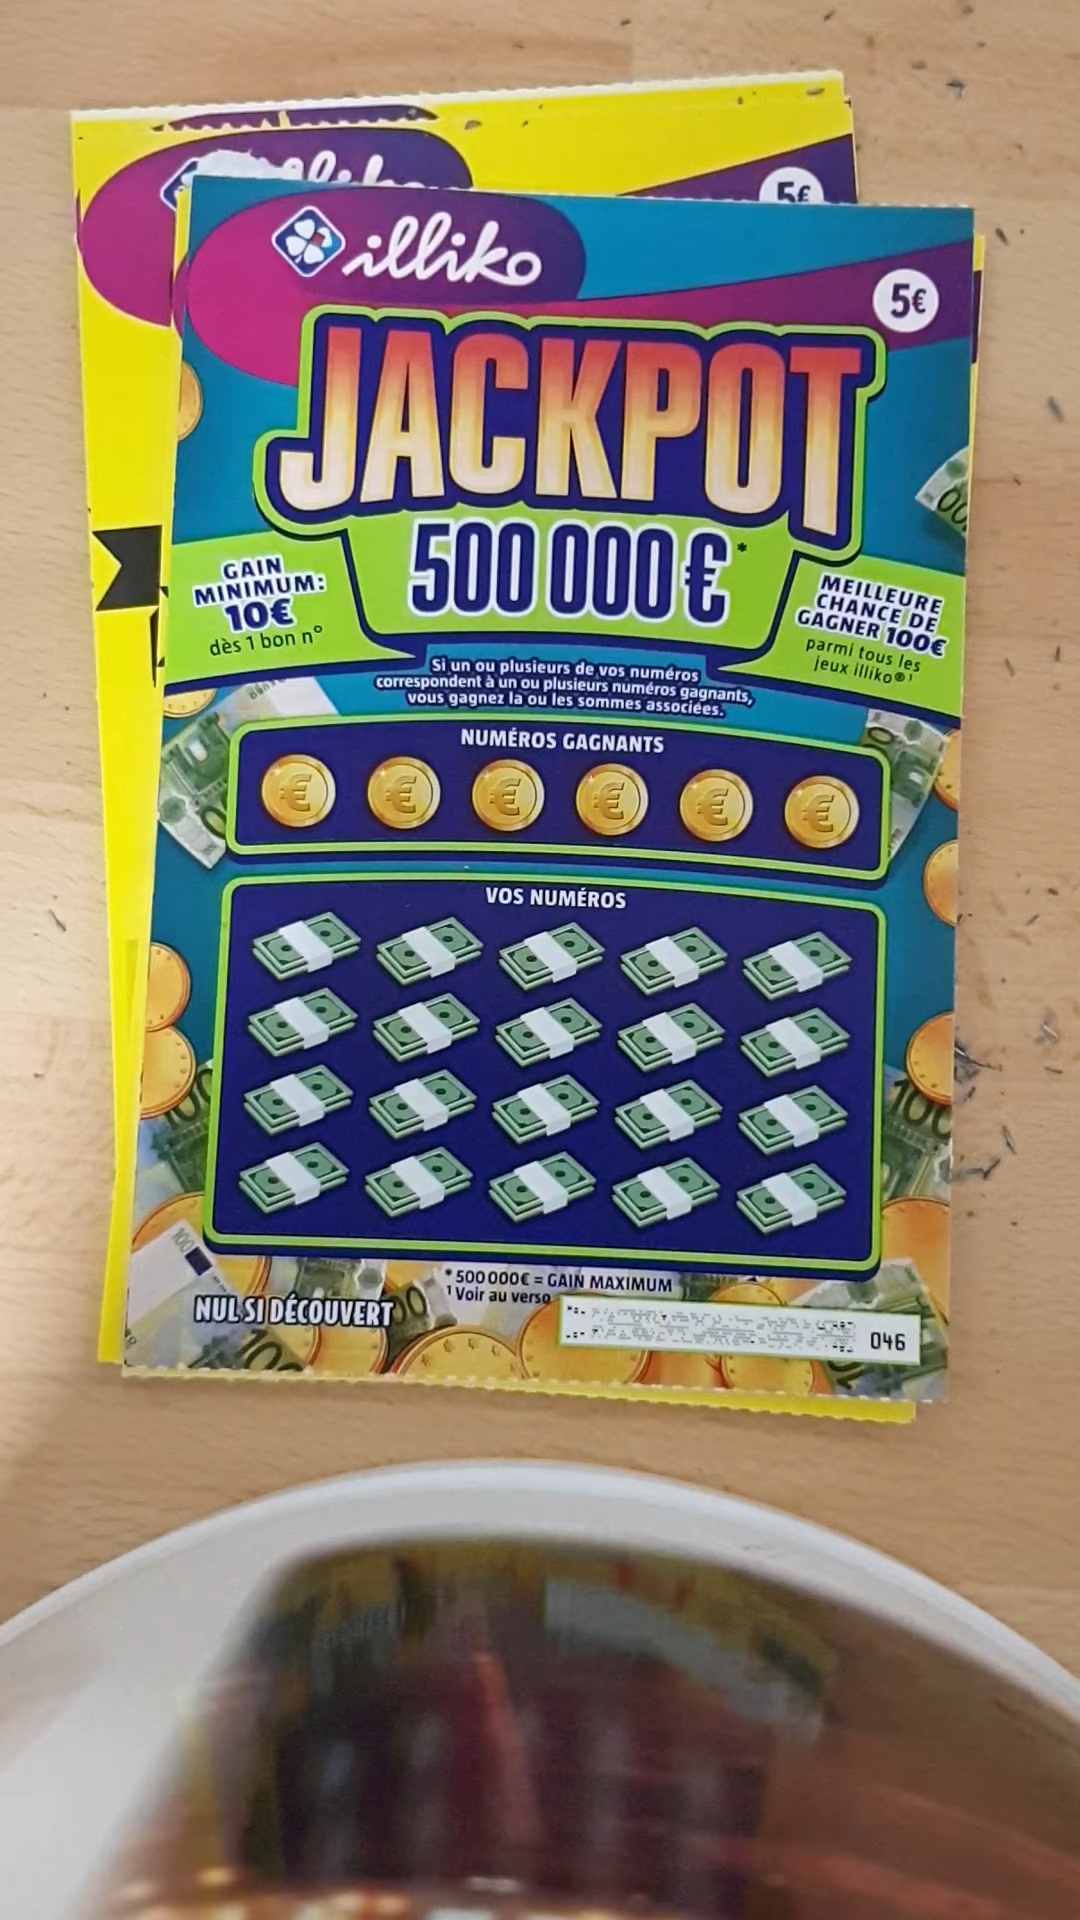 5€
illiko
5€
JACKPOT
500 000 €*
GAIN
MINIMUM:
10€
dès 1 bon n°
MEILLEURE
CHANCE DE
GAGNER 100€
parmi tous les
jeux illiko®¹
Si un ou plusieurs de vos numéros
correspondent à un ou plusieurs numéros gagnants,
vous gagnez la ou les sommes associées.
NUMÉROS GAGNANTS
VOS NUMÉROS
* 500 000€ = GAIN MAXIMUM
¹ Voir au verso
NUL SI DÉCOUVERT
046